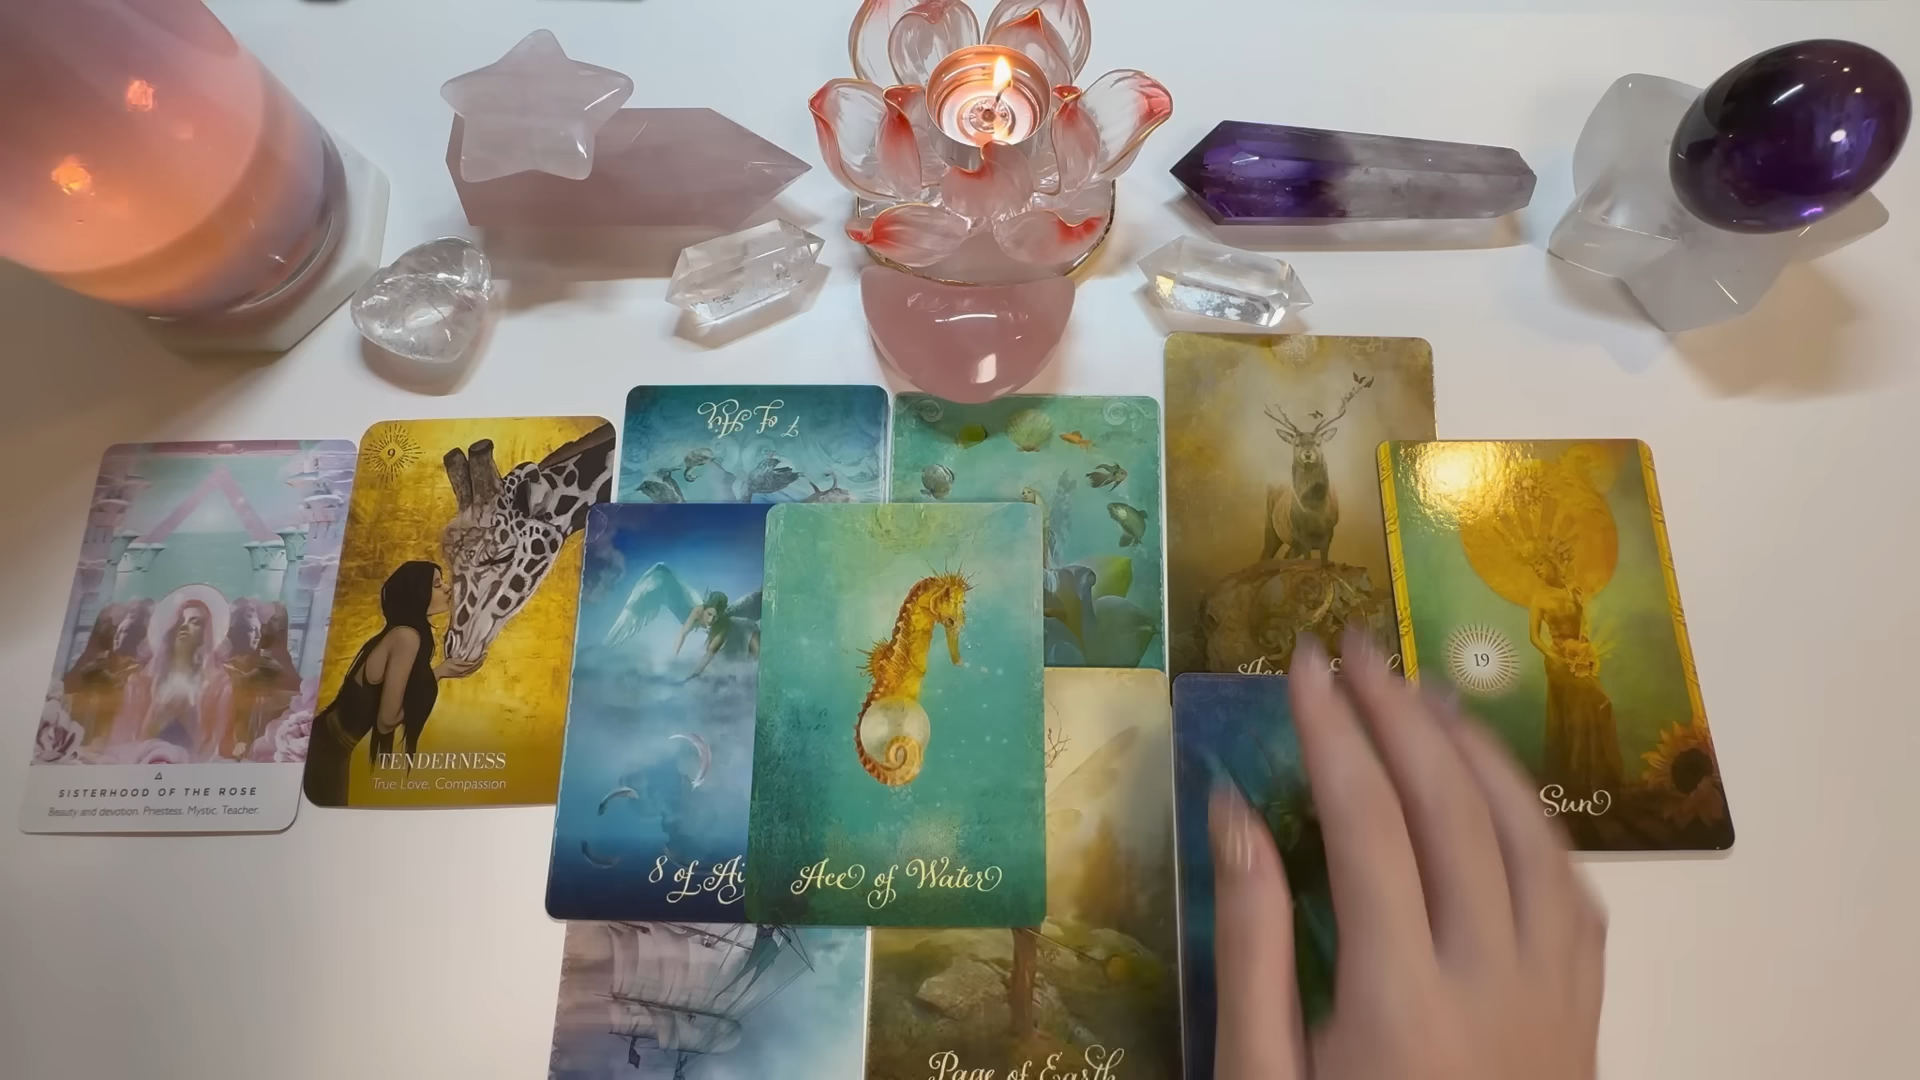 7 of Air
9
19
TENDERNESS
True Love, Compassion
SISTERHOOD OF THE ROSE
Beauty and devotion. Priestess. Mystic. Teacher.
8 of Ai
Ace of Water
Sun
Page of Earth